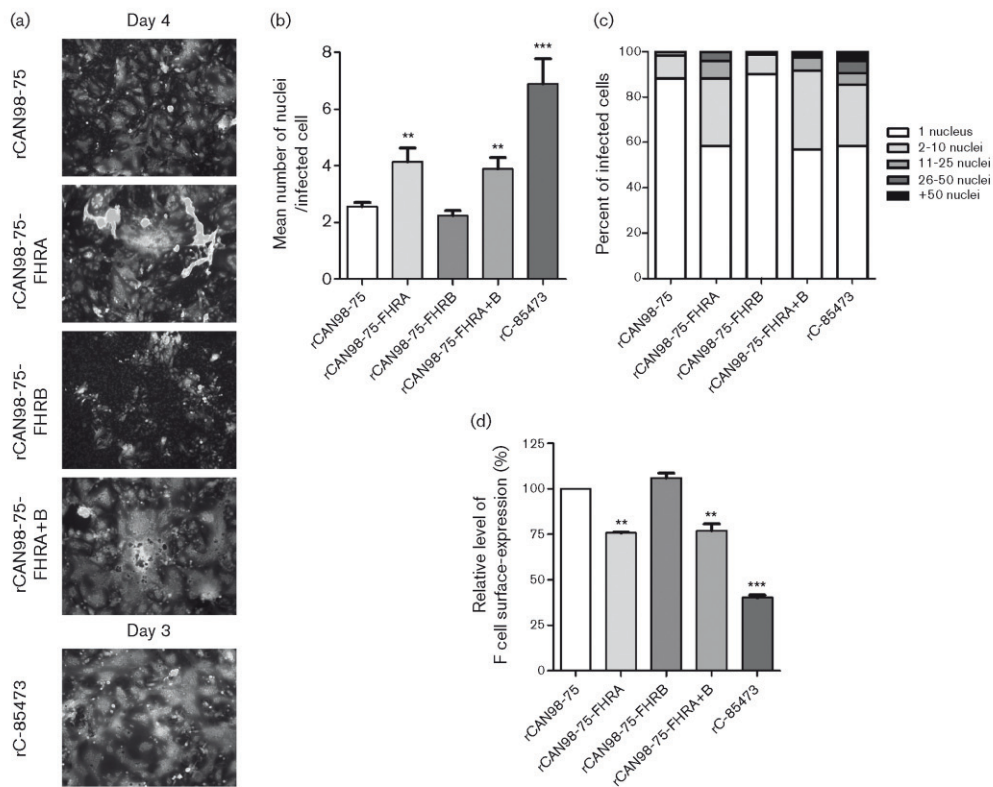 (a)
Day 4
rCAN98-75
rCAN98-75-
FHRA
rCAN98-75-
FHRB
rCAN98-75-
FHRA+B
Day 3
rC-85473
(b)
Mean number of nuclei
/infected cell
8
6
4
2
0
**
**
***
rCAN98-75
rCAN98-75-FHRA
rCAN98-75-FHRB
rCAN98-75-FHRA+B
rC-85473
(c)
Percent of infected cells
100
80
60
40
20
0
rCAN98-75
rCAN98-75-FHRA
rCAN98-75-FHRB
rCAN98-75-FHRA+B
rC-85473
1 nucleus
2-10 nuclei
11-25 nuclei
26-50 nuclei
+50 nuclei
(d)
Relative level of
F cell surface-expression (%)
125
100
75
50
25
0
**
**
***
rCAN98-75
rCAN98-75-FHRA
rCAN98-75-FHRB
rCAN98-75-FHRA+B
rC-85473